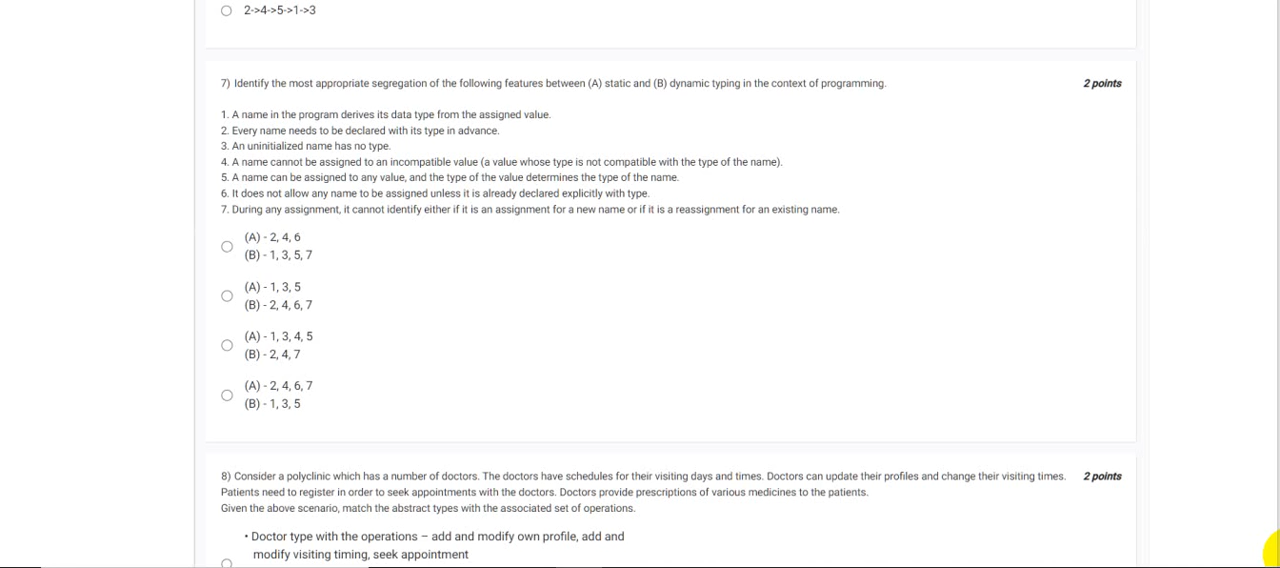 2->4->5->1->3
7) Identify the most appropriate segregation of the following features between (A) static and (B) dynamic typing in the context of programming. 2 points
1. A name in the program derives its data type from the assigned value.
2. Every name needs to be declared with its type in advance.
3. An uninitialized name has no type.
4. A name cannot be assigned to an incompatible value (a value whose type is not compatible with the type of the name).
5. A name can be assigned to any value, and the type of the value determines the type of the name.
6. It does not allow any name to be assigned unless it is already declared explicitly with type.
7. During any assignment, it cannot identify either if it is an assignment for a new name or if it is a reassignment for an existing name.
(A) - 2, 4, 6
(B) - 1, 3, 5, 7
(A) - 1, 3, 5
(B) - 2, 4, 6, 7
(A) - 1, 3, 4, 5
(B) - 2, 4, 7
(A) - 2, 4, 6, 7
(B) - 1, 3, 5
8) Consider a polyclinic which has a number of doctors. The doctors have schedules for their visiting days and times. Doctors can update their profiles and change their visiting times. 2 points
Patients need to register in order to seek appointments with the doctors. Doctors provide prescriptions of various medicines to the patients.
Given the above scenario, match the abstract types with the associated set of operations.
• Doctor type with the operations – add and modify own profile, add and
modify visiting timing, seek appointment